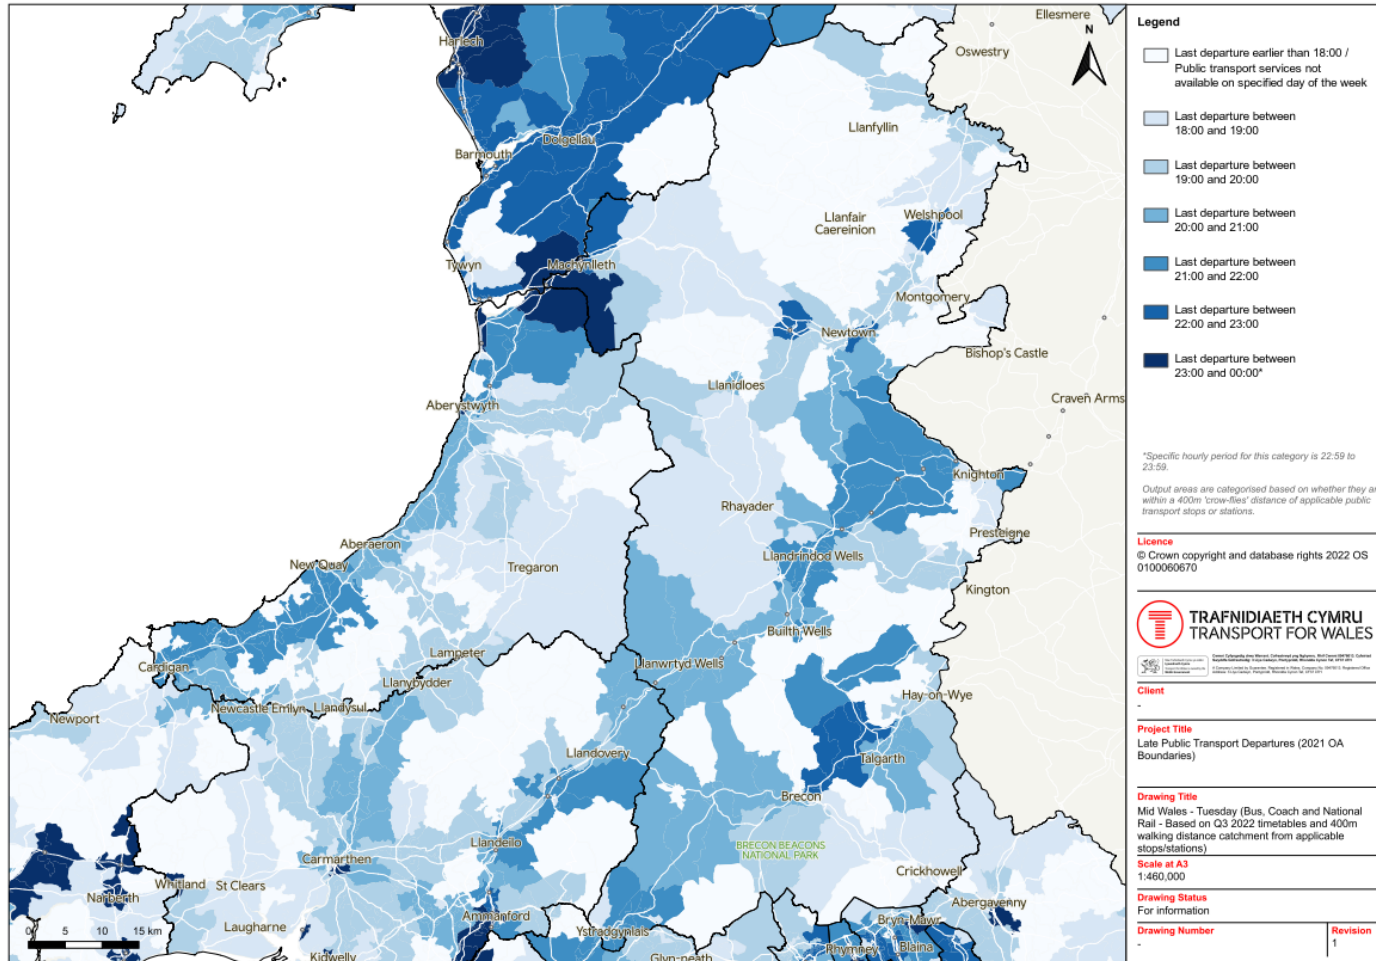 Ellesmere
Oswestry
Harlech
Llanfyllin
Dolgellau
Barmouth
Llanfair
Caereinion
Welshpool
Tywyn
Machynlleth
Montgomery
Newtown
Bishop's Castle
Llanidloes
Craven Arms
Aberystwyth
Knighton
Rhayader
Presteigne
Aberaeron
New Quay
Llandrindod Wells
Tregaron
Kington
Builth Wells
Lampeter
Cardigan
Llanwrtyd Wells
Llanybydder
Hay-on-Wye
Newcastle Emlyn
Llandysul
Newport
Llandovery
Talgarth
Brecon
BRECON BEACONS
NATIONAL PARK
Llandeilo
Carmarthen
Crickhowell
Whitland
St Clears
Narberth
Abergavenny
Ammanford
Laugharne
Bryn-Mawr
Ystradgynlais
Rhymney
Blaina
Kidwelly
Glyn-neath
0 5 10 15 km
Legend
N
Last departure earlier than 18:00 /
Public transport services not
available on specified day of the week
Last departure between
18:00 and 19:00
Last departure between
19:00 and 20:00
Last departure between
20:00 and 21:00
Last departure between
21:00 and 22:00
Last departure between
22:00 and 23:00
Last departure between
23:00 and 00:00*
*Specific hourly period for this category is 22:59 to
23:59.
Output areas are categorised based on whether they ar
within a 400m 'crow-flies' distance of applicable public
transport stops or stations.
Licence
© Crown copyright and database rights 2022 OS
0100060670
TRAFNIDIAETH CYMRU
TRANSPORT FOR WALES
Client
-
Project Title
Late Public Transport Departures (2021 OA
Boundaries)
Drawing Title
Mid Wales - Tuesday (Bus, Coach and National
Rail - Based on Q3 2022 timetables and 400m
walking distance catchment from applicable
stops/stations)
Scale at A3
1:460,000
Drawing Status
For information
Drawing Number
-
Revision
1